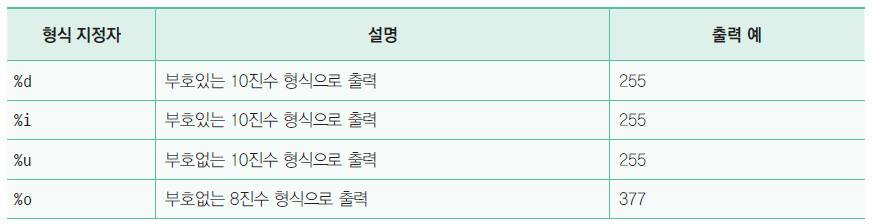 형식 지정자 설명 출력 예
%d 부호있는 10진수 형식으로 출력 255
%i 부호있는 10진수 형식으로 출력 255
%u 부호없는 10진수 형식으로 출력 255
%o 부호없는 8진수 형식으로 출력 377